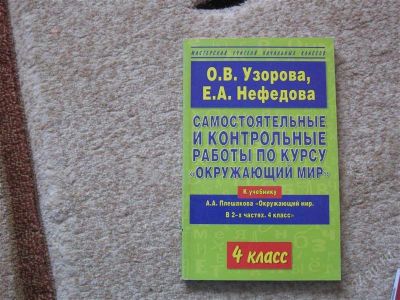 МАСТЕРСКАЯ УЧИТЕЛЯ НАЧАЛЬНЫХ КЛАССОВ
О.В. Узорова,
Е.А. Нефедова
САМОСТОЯТЕЛЬНЫЕ
И КОНТРОЛЬНЫЕ
РАБОТЫ ПО КУРСУ
«ОКРУЖАЮЩИЙ МИР»
К учебнику
А.А. Плешакова «Окружающий мир.
В 2-х частях. 4 класс»
4 класс